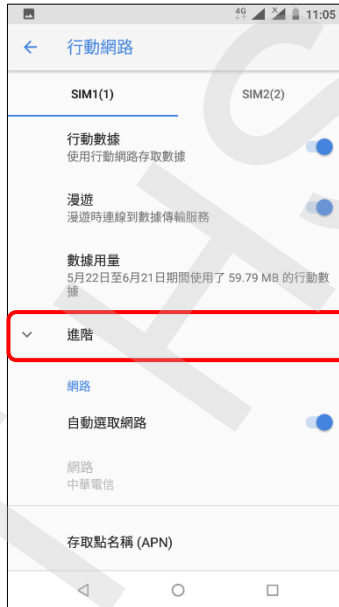 4G 11:05
行動網路
SIM1(1) SIM2(2)
行動數據
使用行動網路存取數據
漫遊
漫遊時連線到數據傳輸服務
數據用量
5月22日至6月21日期間使用了 59.79 MB 的行動數
據
進階
網路
自動選取網路
網路
中華電信
存取點名稱 (APN)